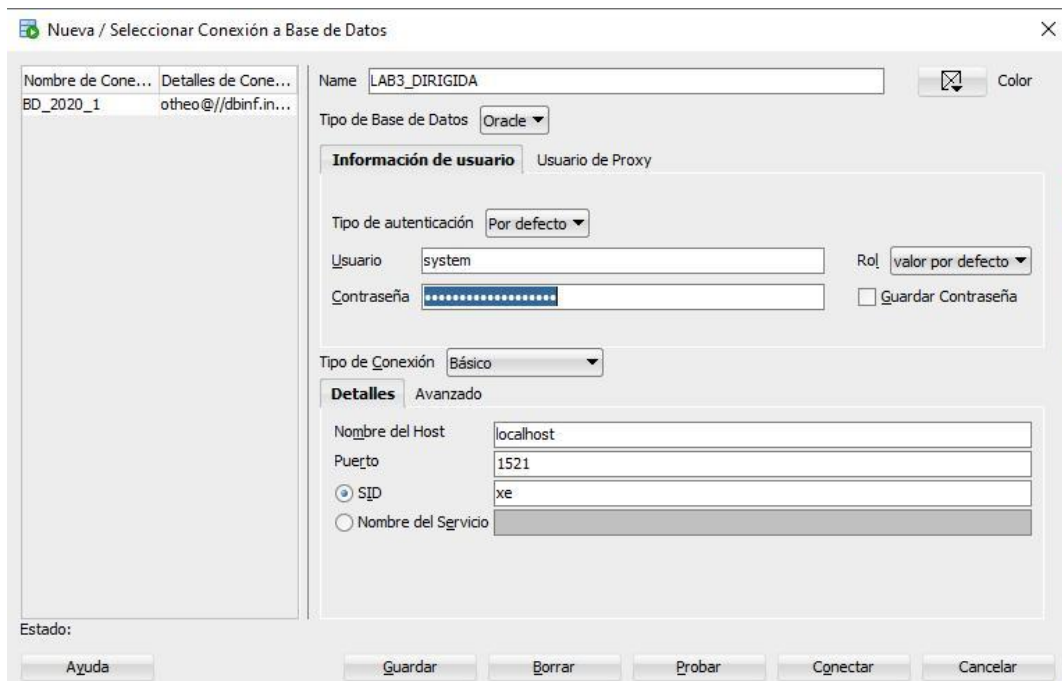 Nueva / Seleccionar Conexión a Base de Datos
Nombre de Cone... Detalles de Cone...
BD_2020_1 otheo@//dbinf.in...
Name LAB3_DIRIGIDA Color
Tipo de Base de Datos Oracle
Información de usuario Usuario de Proxy
Tipo de autenticación Por defecto
Usuario system Rol valor por defecto
Contraseña Guardar Contraseña
Tipo de Conexión Básico
Detalles Avanzado
Nombre del Host localhost
Puerto 1521
SID xe
Nombre del Servicio
Estado:
Ayuda Guardar Borrar Probar Conectar Cancelar